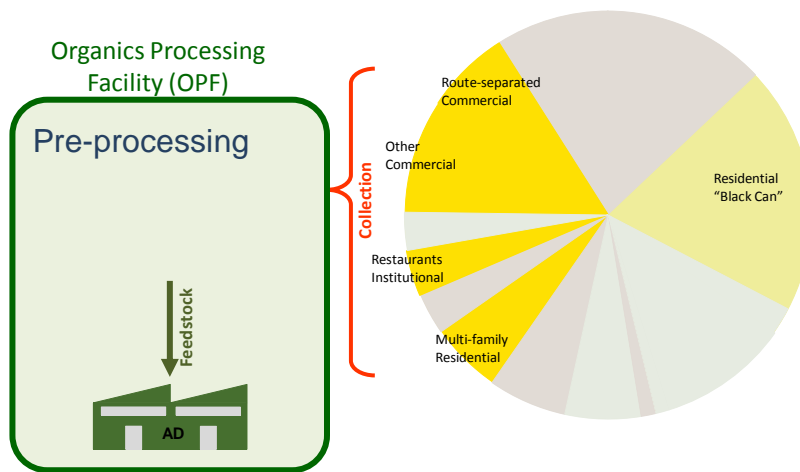 Organics Processing
Facility (OPF)
Pre-processing
Feedstock
AD
Collection
Route-separated
Commercial
Other
Commercial
Restaurants
Institutional
Multi-family
Residential
Residential
“Black Can”